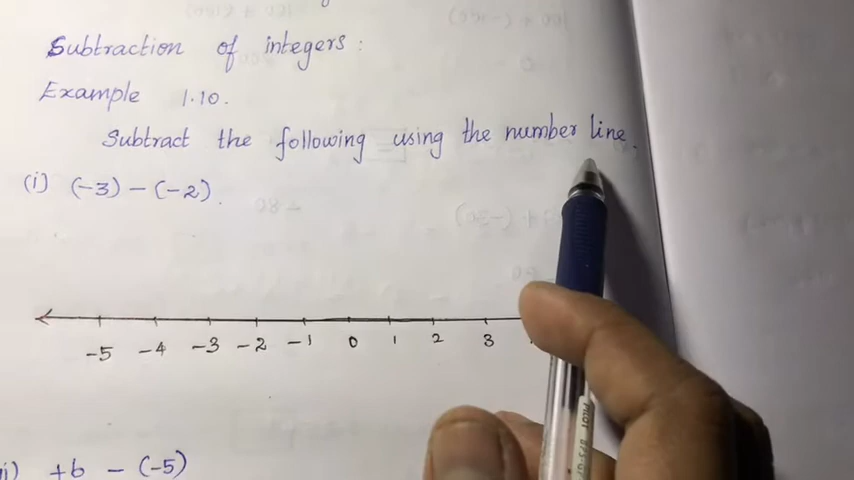 Subtraction of integers :
Example 1.10.
Subtract the following using the number line.
(i) (-3) - (-2).
-5 -4 -3 -2 -1 0 1 2 3
+6 - (-5)